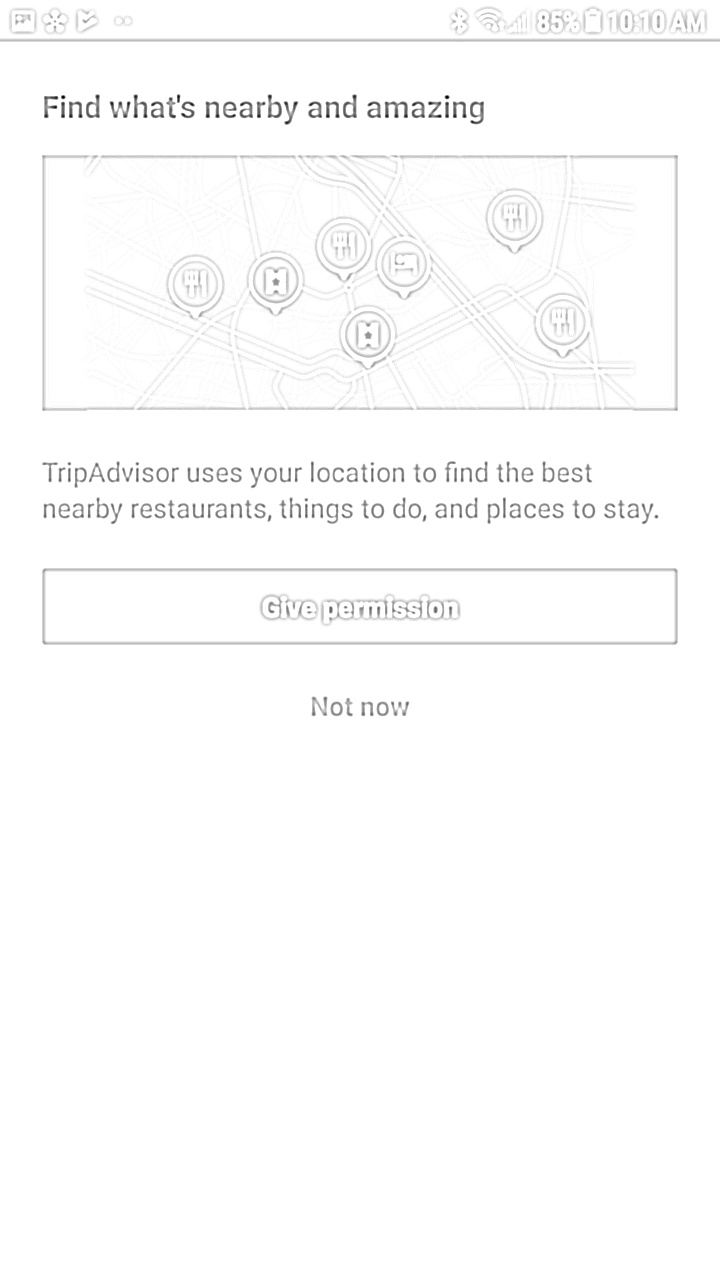 85% 10:10 AM
Find what's nearby and amazing
TripAdvisor uses your location to find the best
nearby restaurants, things to do, and places to stay.
Give permission
Not now